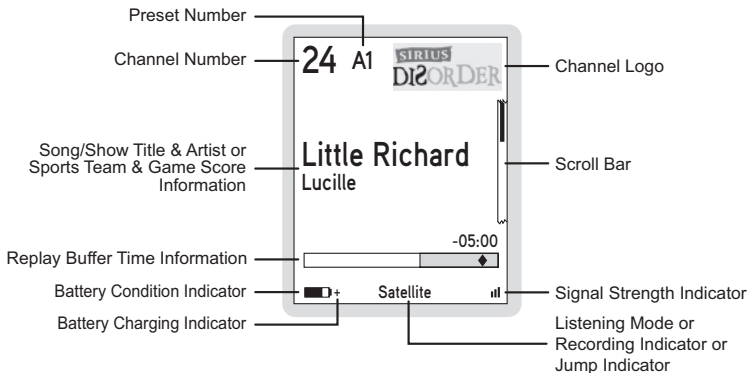 Preset Number
Channel Number
24 A1
SIRIUS
DISORDER
Channel Logo
Song/Show Title & Artist or
Sports Team & Game Score
Information
Little Richard
Lucille
Scroll Bar
-05:00
Replay Buffer Time Information
Battery Condition Indicator
+
Satellite
Signal Strength Indicator
Battery Charging Indicator
Listening Mode or
Recording Indicator or
Jump Indicator